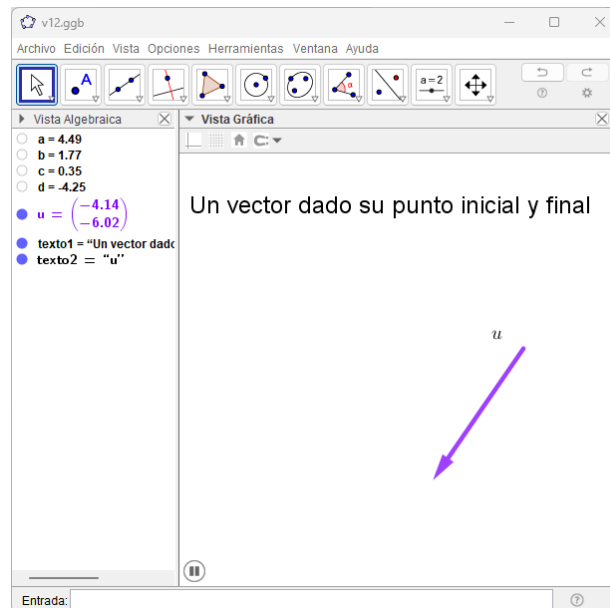 v12.ggb
Archivo Edición Vista Opciones Herramientas Ventana Ayuda
A
α
a=2
Vista Algebraica
a = 4.49
b = 1.77
c = 0.35
d = -4.25
u = (−4.14
−6.02)
texto1 = “Un vector dado
texto2 = “u”
Vista Gráfica
Un vector dado su punto inicial y final
u
Entrada: